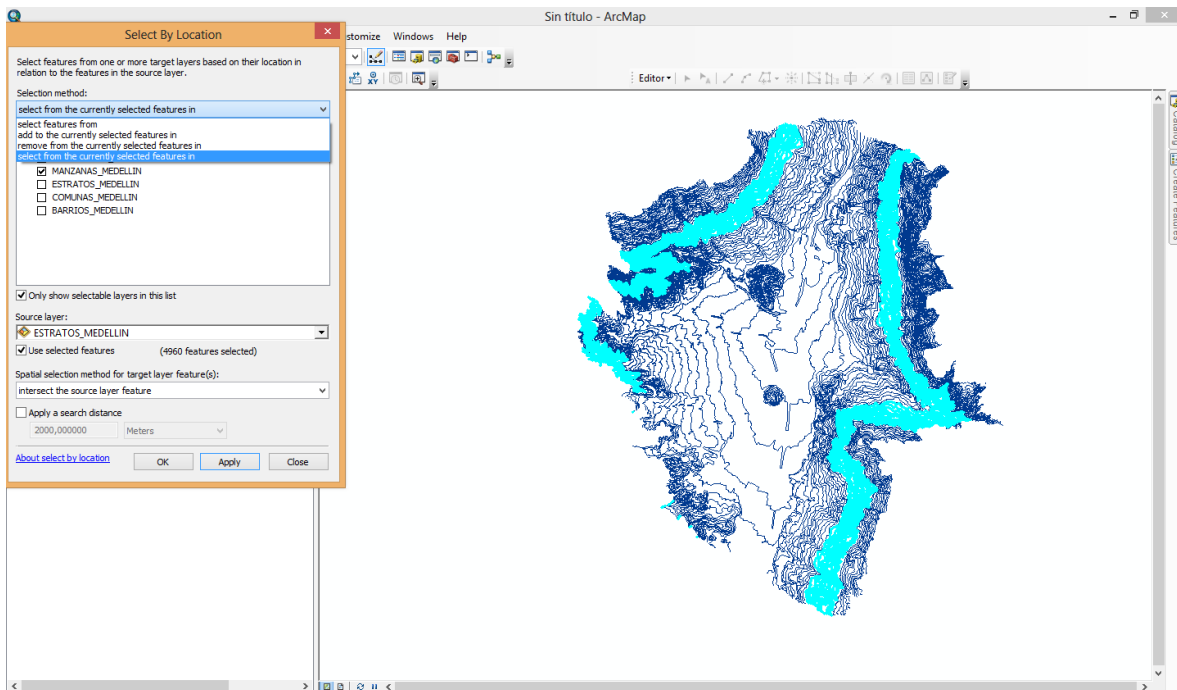 Sin título - ArcMap
Select By Location
stomize Windows Help
Select features from one or more target layers based on their location in
relation to the features in the source layer.
Selection method:
select from the currently selected features in
select features from
add to the currently selected features in
remove from the currently selected features in
select from the currently selected features in
MANZANAS_MEDELLIN
ESTRATOS_MEDELLIN
COMUNAS_MEDELLIN
BARRIOS_MEDELLIN
Only show selectable layers in this list
Source layer:
ESTRATOS_MEDELLIN
Use selected features (4960 features selected)
Spatial selection method for target layer feature(s):
intersect the source layer feature
Apply a search distance
2000,000000 Meters
About select by location OK Apply Close
XY
Editor
Catalog
Create Features